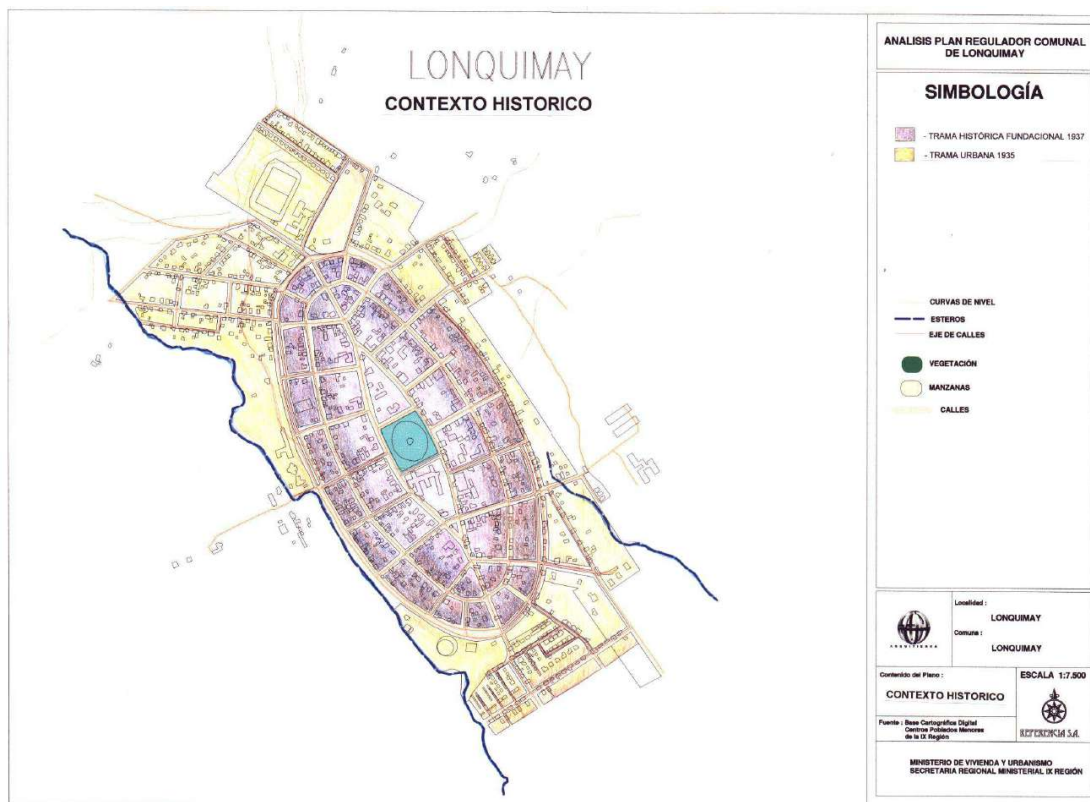 LONQUIMAY
CONTEXTO HISTORICO
ANALISIS PLAN REGULADOR COMUNAL
DE LONQUIMAY
SIMBOLOGÍA
- TRAMA HISTÓRICA FUNDACIONAL 1937
- TRAMA URBANA 1935
CURVAS DE NIVEL
ESTEROS
EJE DE CALLES
VEGETACIÓN
MANZANAS
CALLES
Localidad :
LONQUIMAY
Comuna :
LONQUIMAY
Contenido del Plano :
CONTEXTO HISTORICO
ESCALA 1:7.500
Fuente : Base Cartográfica Digital
Centros Poblados Menores
de la IX Región
REFERENCIA S.A.
MINISTERIO DE VIVIENDA Y URBANISMO
SECRETARIA REGIONAL MINISTERIAL IX REGIÓN